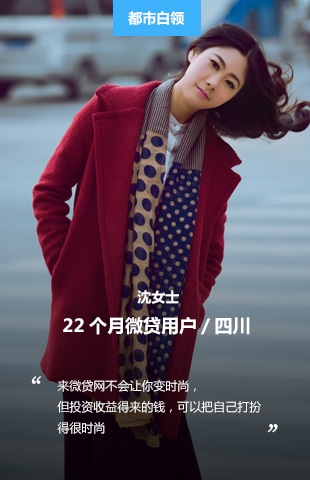 都市白领
沈女士
22 个月微贷用户 / 四川
“ 来微贷网不会让你变时尚，
但投资收益得来的钱，可以把自己打扮
得很时尚 ”